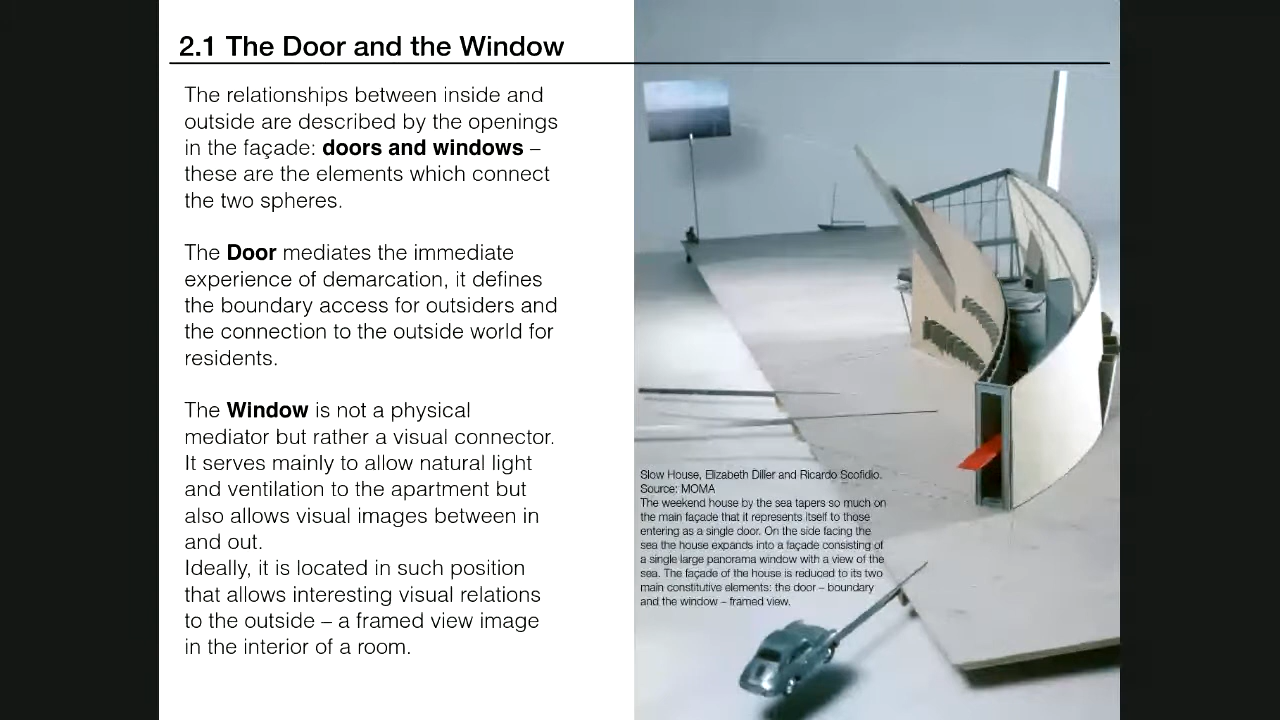 2.1 The Door and the Window
The relationships between inside and
outside are described by the openings
in the façade: doors and windows –
these are the elements which connect
the two spheres.
The Door mediates the immediate
experience of demarcation, it defines
the boundary access for outsiders and
the connection to the outside world for
residents.
The Window is not a physical
mediator but rather a visual connector.
It serves mainly to allow natural light
and ventilation to the apartment but
also allows visual images between in
and out.
Ideally, it is located in such position
that allows interesting visual relations
to the outside – a framed view image
in the interior of a room.
Slow House, Elizabeth Diller and Ricardo Scofidio.
Source: MOMA
The weekend house by the sea tapers so much on
the main façade that it represents itself to those
entering as a single door. On the side facing the
sea the house expands into a façade consisting of
a single large panorama window with a view of the
sea. The façade of the house is reduced to its two
main constitutive elements: the door – boundary
and the window – framed view.